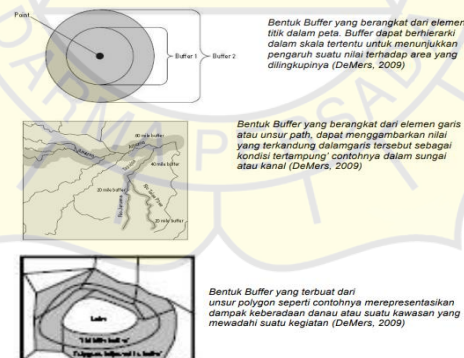 Point
Buffer 1
Buffer 2
Bentuk Buffer yang berangkat dari elemen
titik dalam peta. Buffer dapat berhierarki
dalam skala tertentu untuk menunjukkan
pengaruh suatu nilai terhadap area yang
dilingkupinya (DeMers, 2009)
Bentuk Buffer yang berangkat dari elemen garis
atau unsur path, dapat menggambarkan nilai
yang terkandung dalamgaris tersebut sebagai
kondisi tertampung' contohnya dalam sungai
atau kanal (DeMers, 2009)
Bentuk Buffer yang terbuat dari
unsur polygon seperti contohnya merepresentasikan
dampak keberadaan danau atau suatu kawasan yang
mewadahi suatu kegiatan (DeMers, 2009)